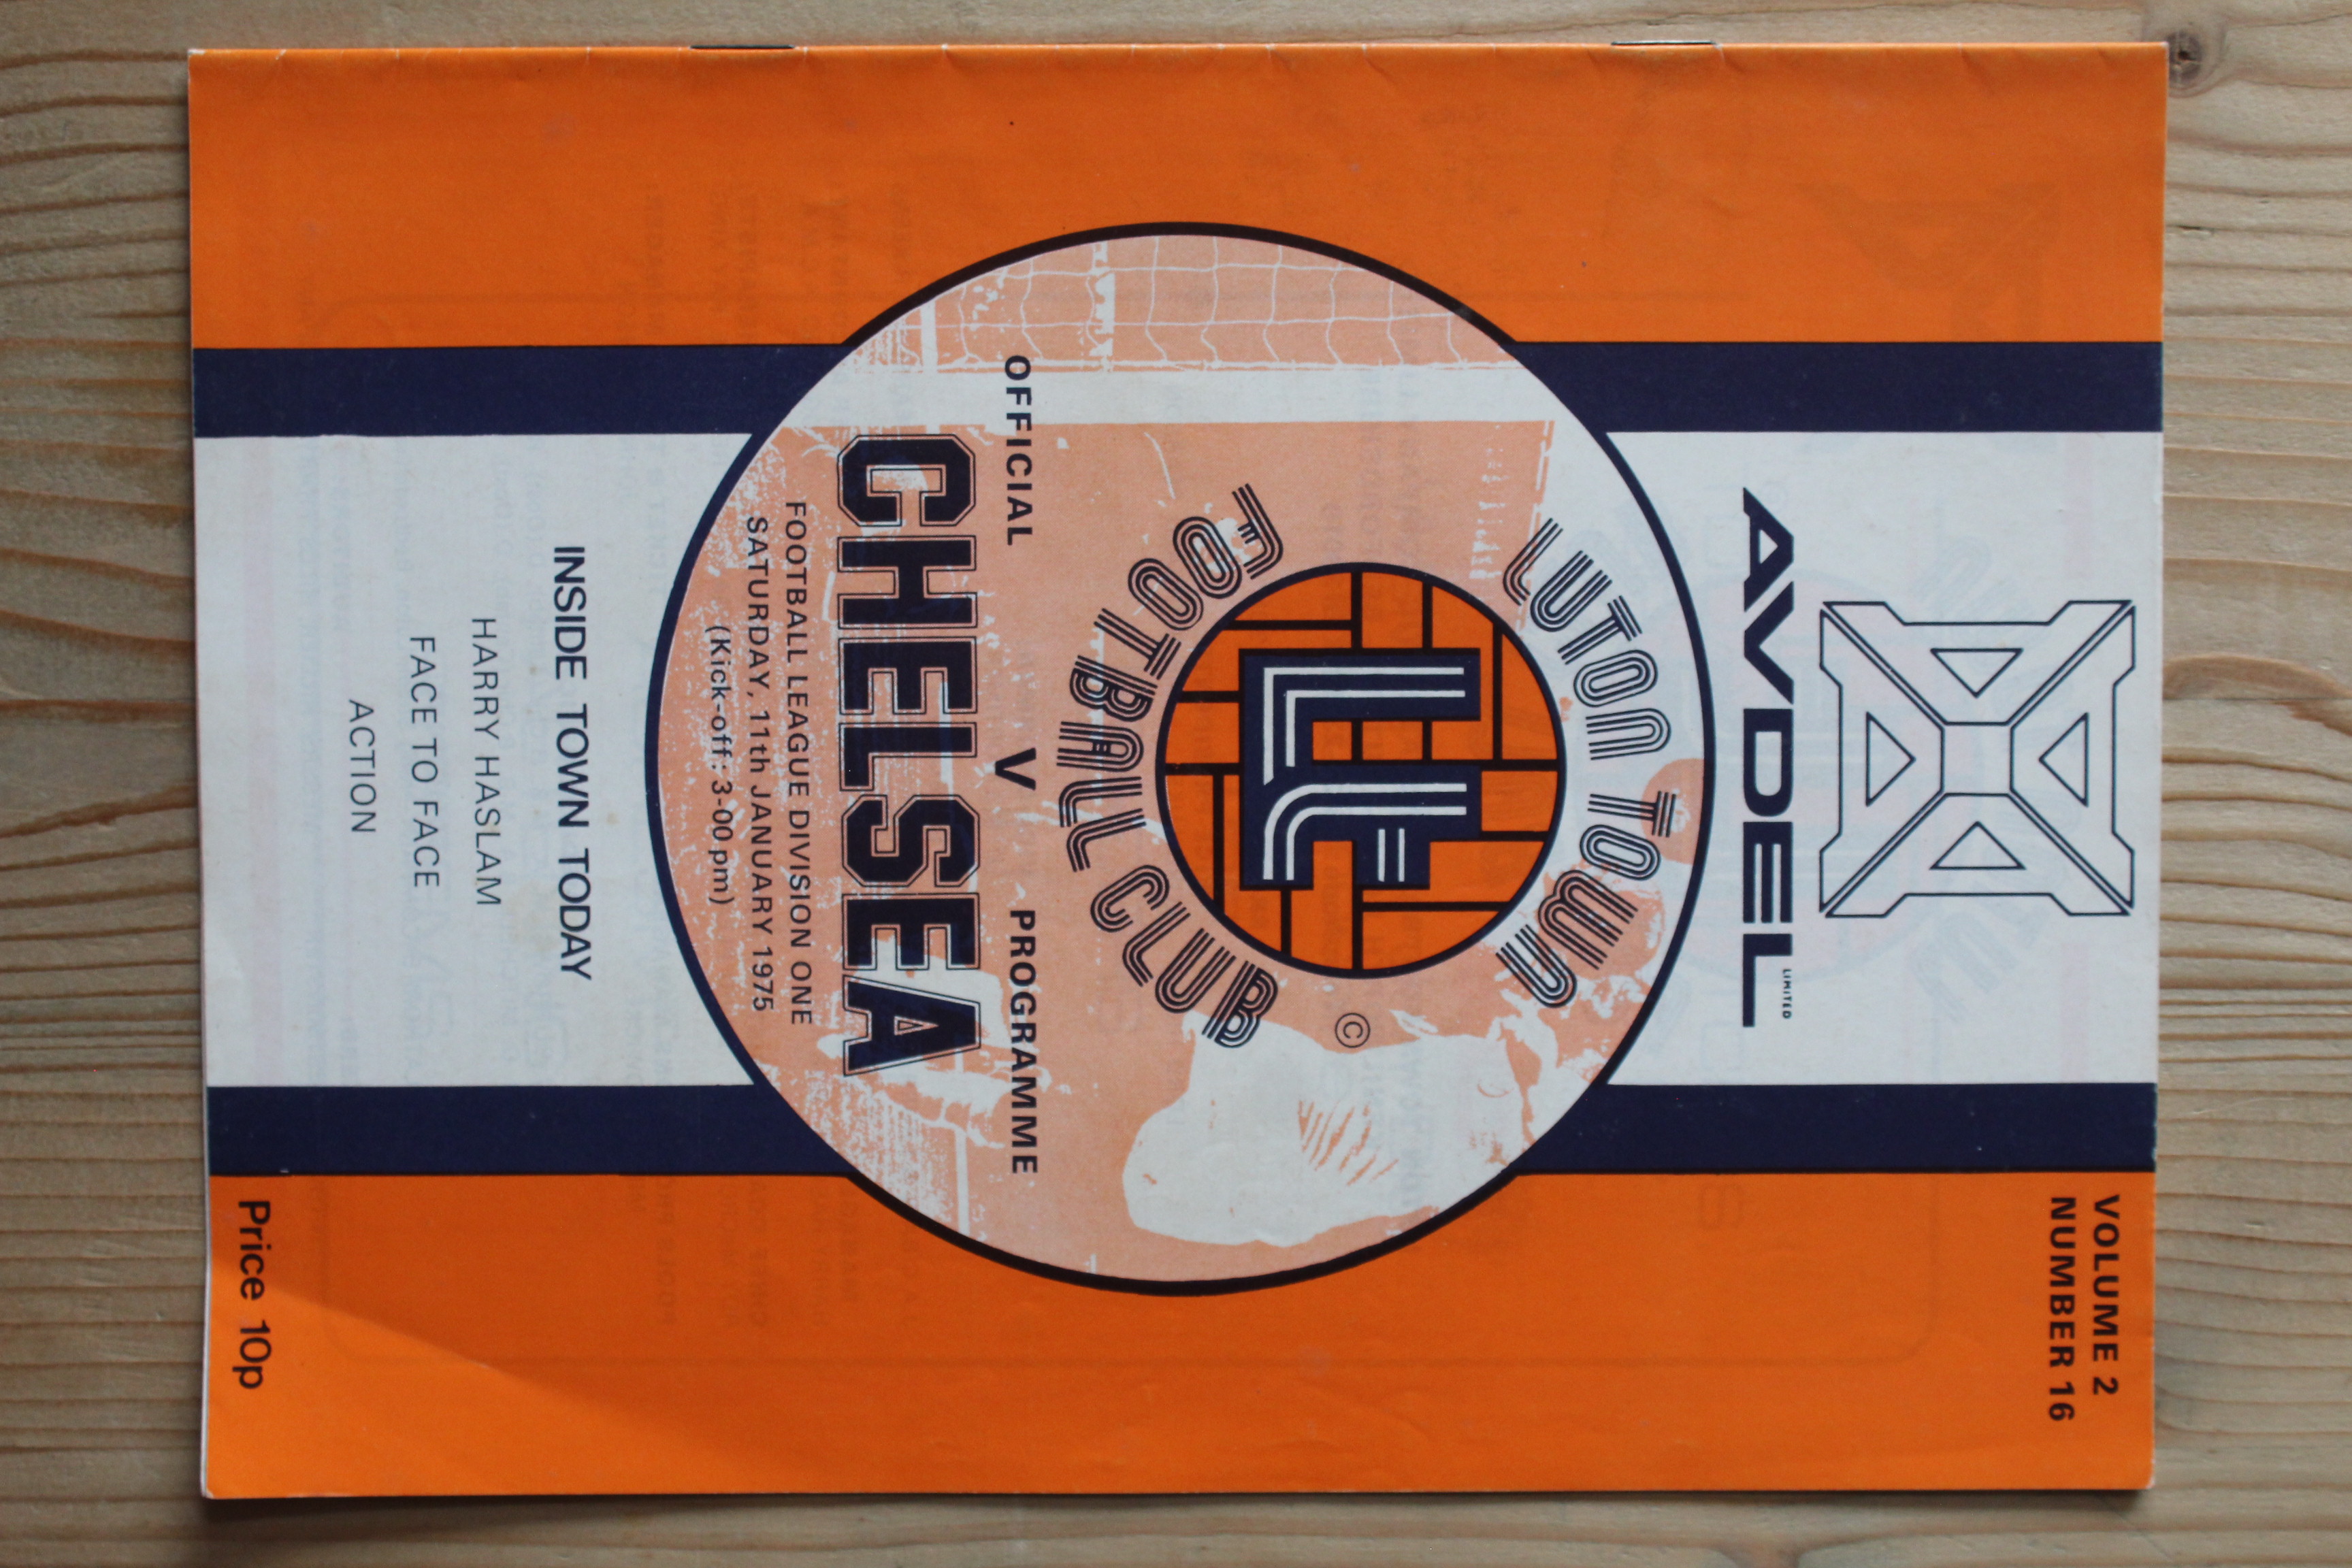 VOLUME 2
NUMBER 16
AVDEL
LIMITED
LUTON TOWN
Lt
FOOTBALL CLUB
©
OFFICIAL V PROGRAMME
CHELSEA
FOOTBALL LEAGUE DIVISION ONE
SATURDAY, 11th JANUARY 1975
(Kick-off: 3-00 pm)
INSIDE TOWN TODAY
HARRY HASLAM
FACE TO FACE
ACTION
Price 10p